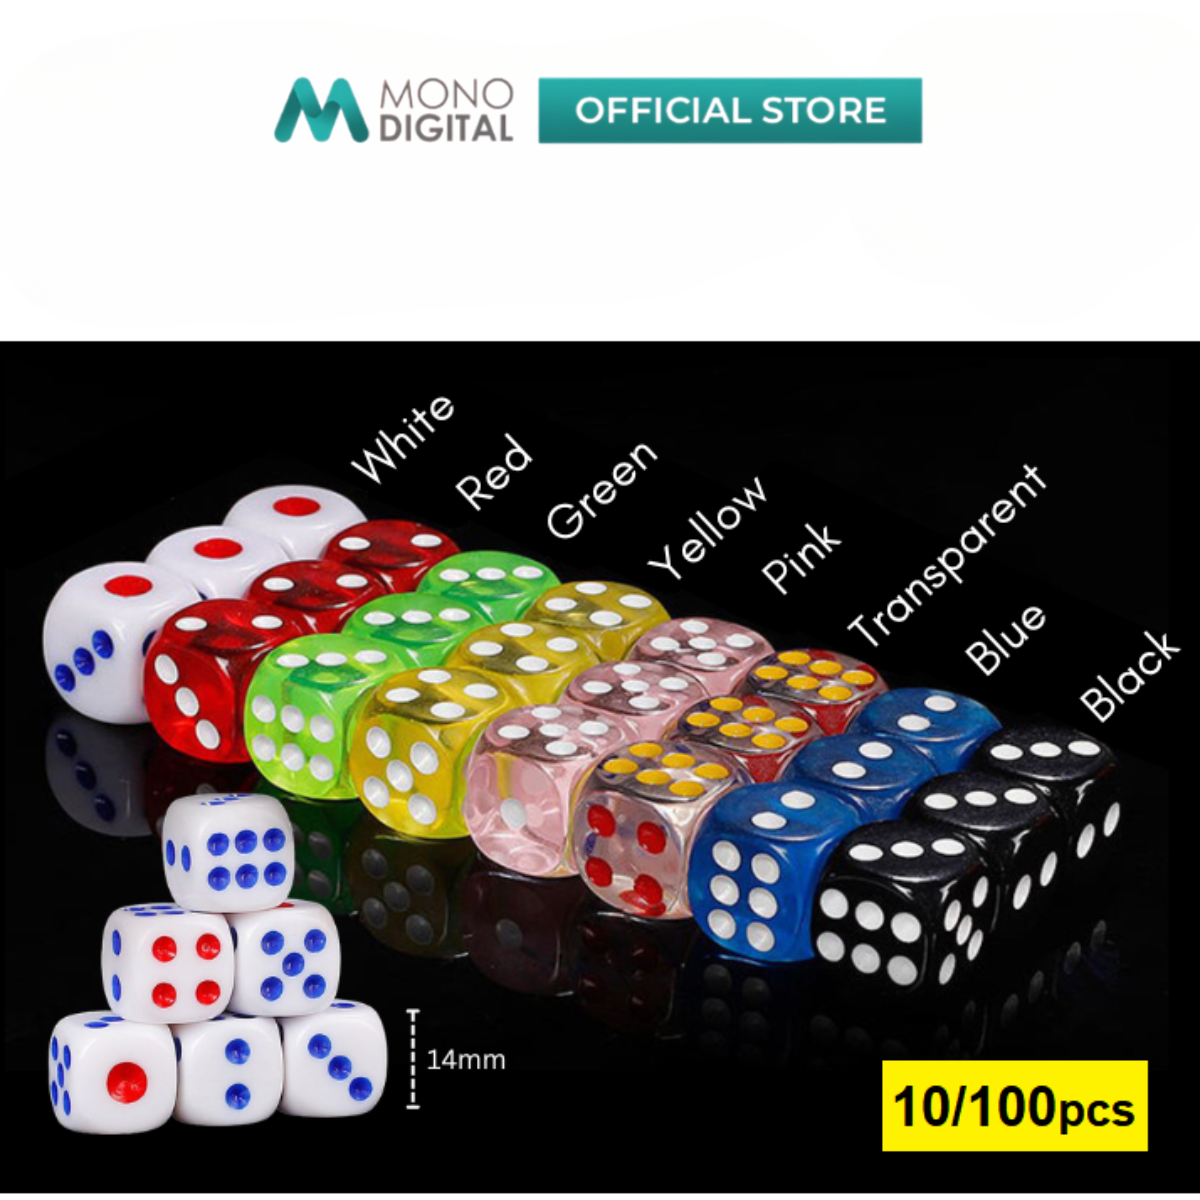 MONO
DIGITAL
OFFICIAL STORE
White
Red
Green
Yellow
Pink
Transparent
Blue
Black
14mm
10/100pcs